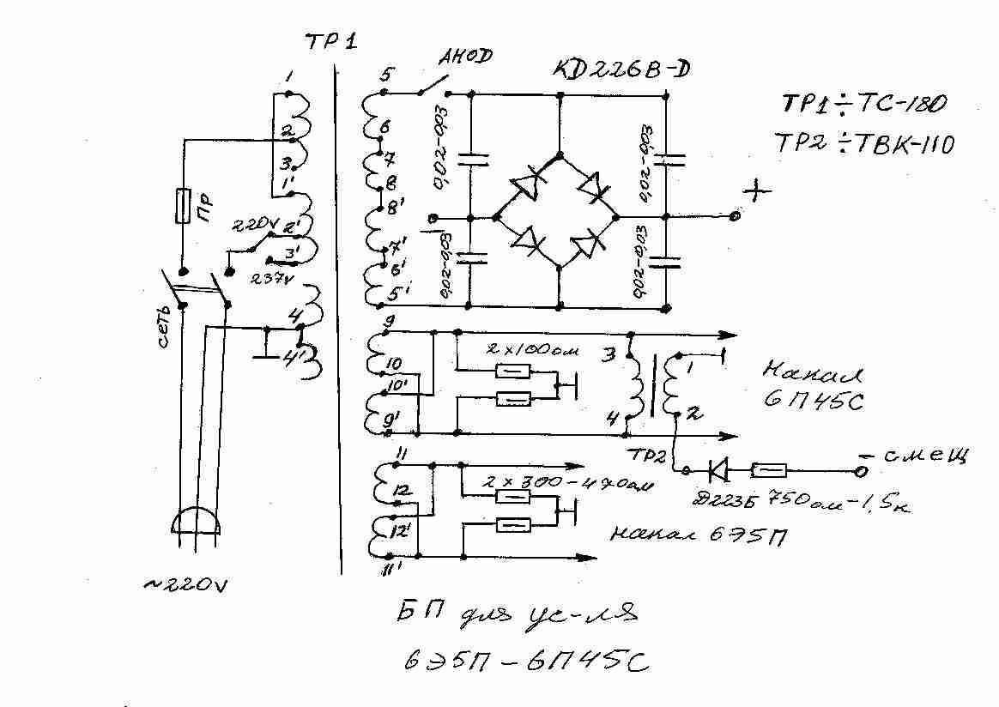 ТР1
АНОД
КD226В-D
ТР1÷ТС-180
ТР2÷ТВК-110
1
2
3
1'
2'
3'
4
4'
5
6
7
8
8'
7'
6'
5'
0,02-0,03
0,02-0,03
0,02-0,03
0,02-0,03
+
−
ПР
220v
237v
сеть
~220v
9
10
10'
9'
2×100ом
3
4
1
2
ТР2
накал
6П45С
11
12
12'
11'
2×300-470ом
накал 6Э5П
- смещ
Д223Б 750ом-1,5к
БП для ус-ля
6Э5П-6П45С